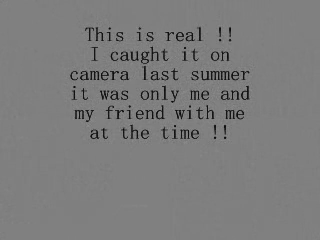 This is real !!
I caught it on
camera last summer
it was only me and
my friend with me
at the time !!